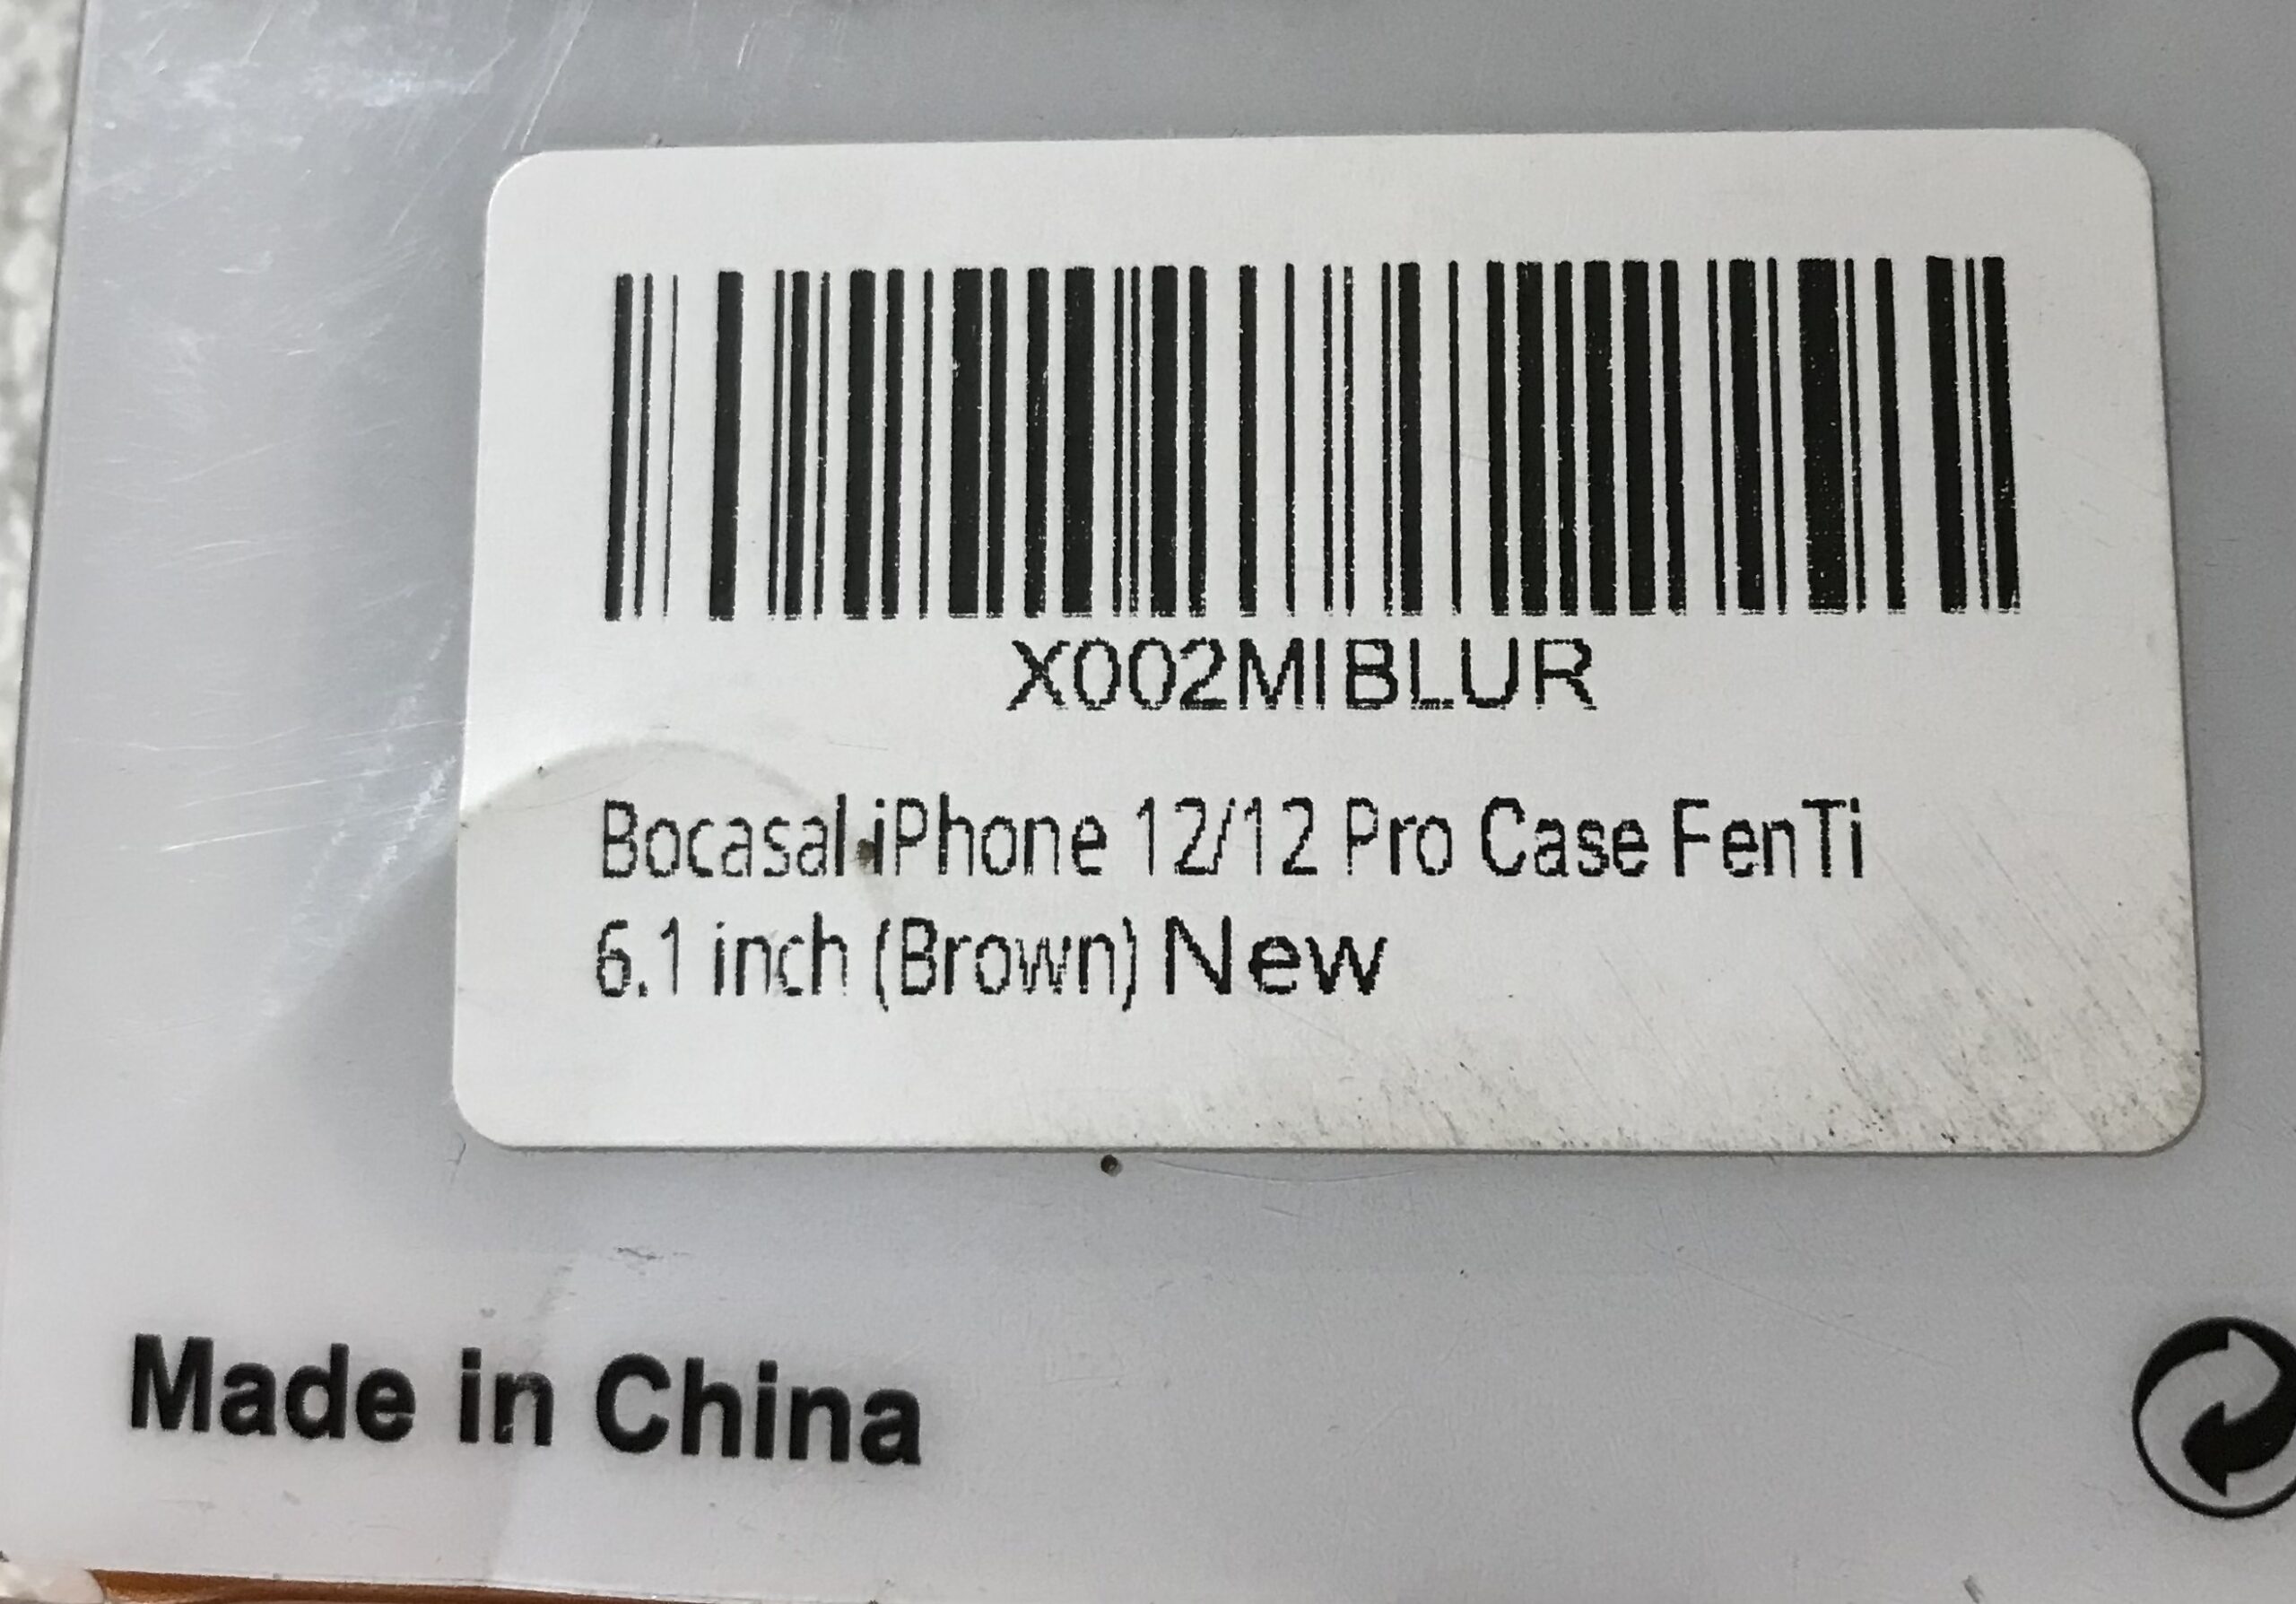 X002MIBLUR
Bocasal iPhone 12/12 Pro Case FenTi
6.1 inch (Brown) New
Made in China